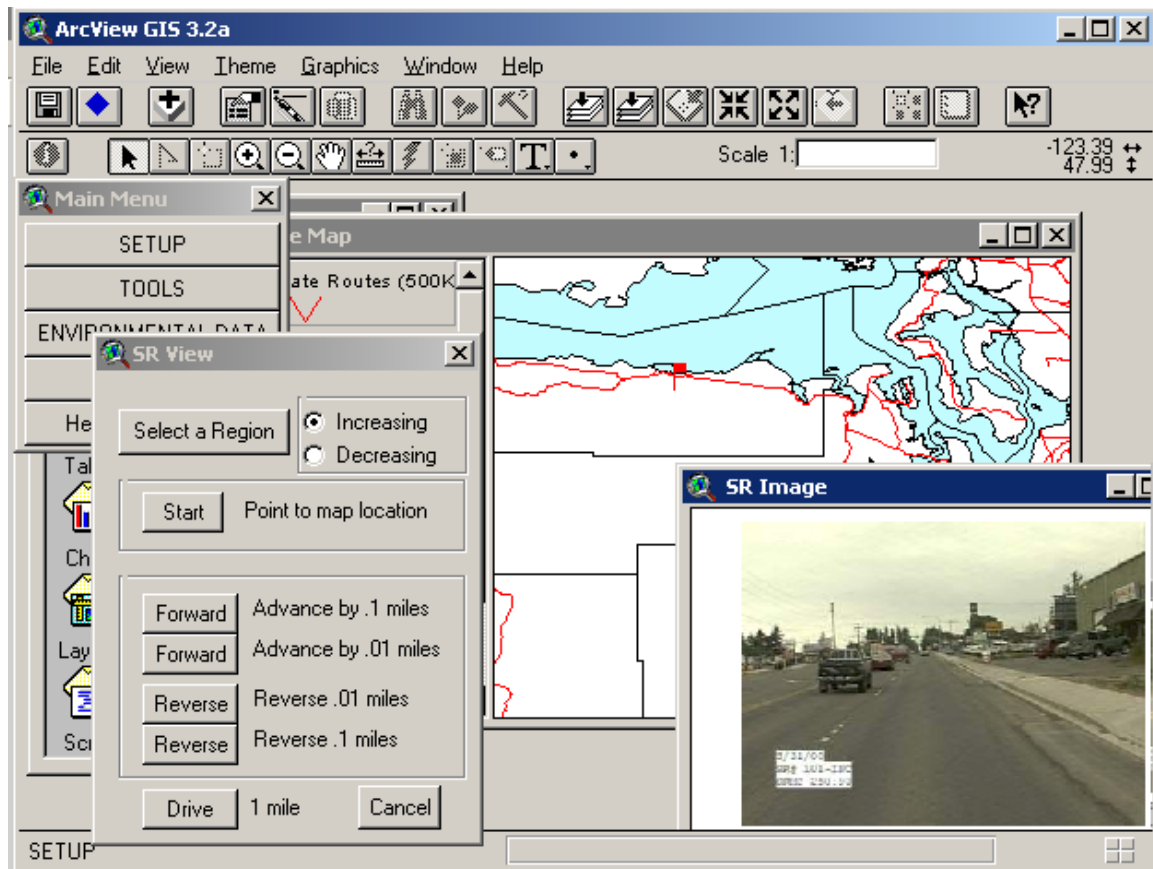 ArcView GIS 3.2a
File Edit View Theme Graphics Window Help
Scale 1:
-123.39
47.99
Main Menu
SETUP
TOOLS
ENVIRONMENTAL DATA
He
e Map
ate Routes (500K
SR View
Select a Region
Increasing
Decreasing
Start Point to map location
Forward Advance by .1 miles
Forward Advance by .01 miles
Reverse Reverse .01 miles
Reverse Reverse .1 miles
Drive 1 mile Cancel
Tal
Ch
Lay
Scr
SR Image
SETUP